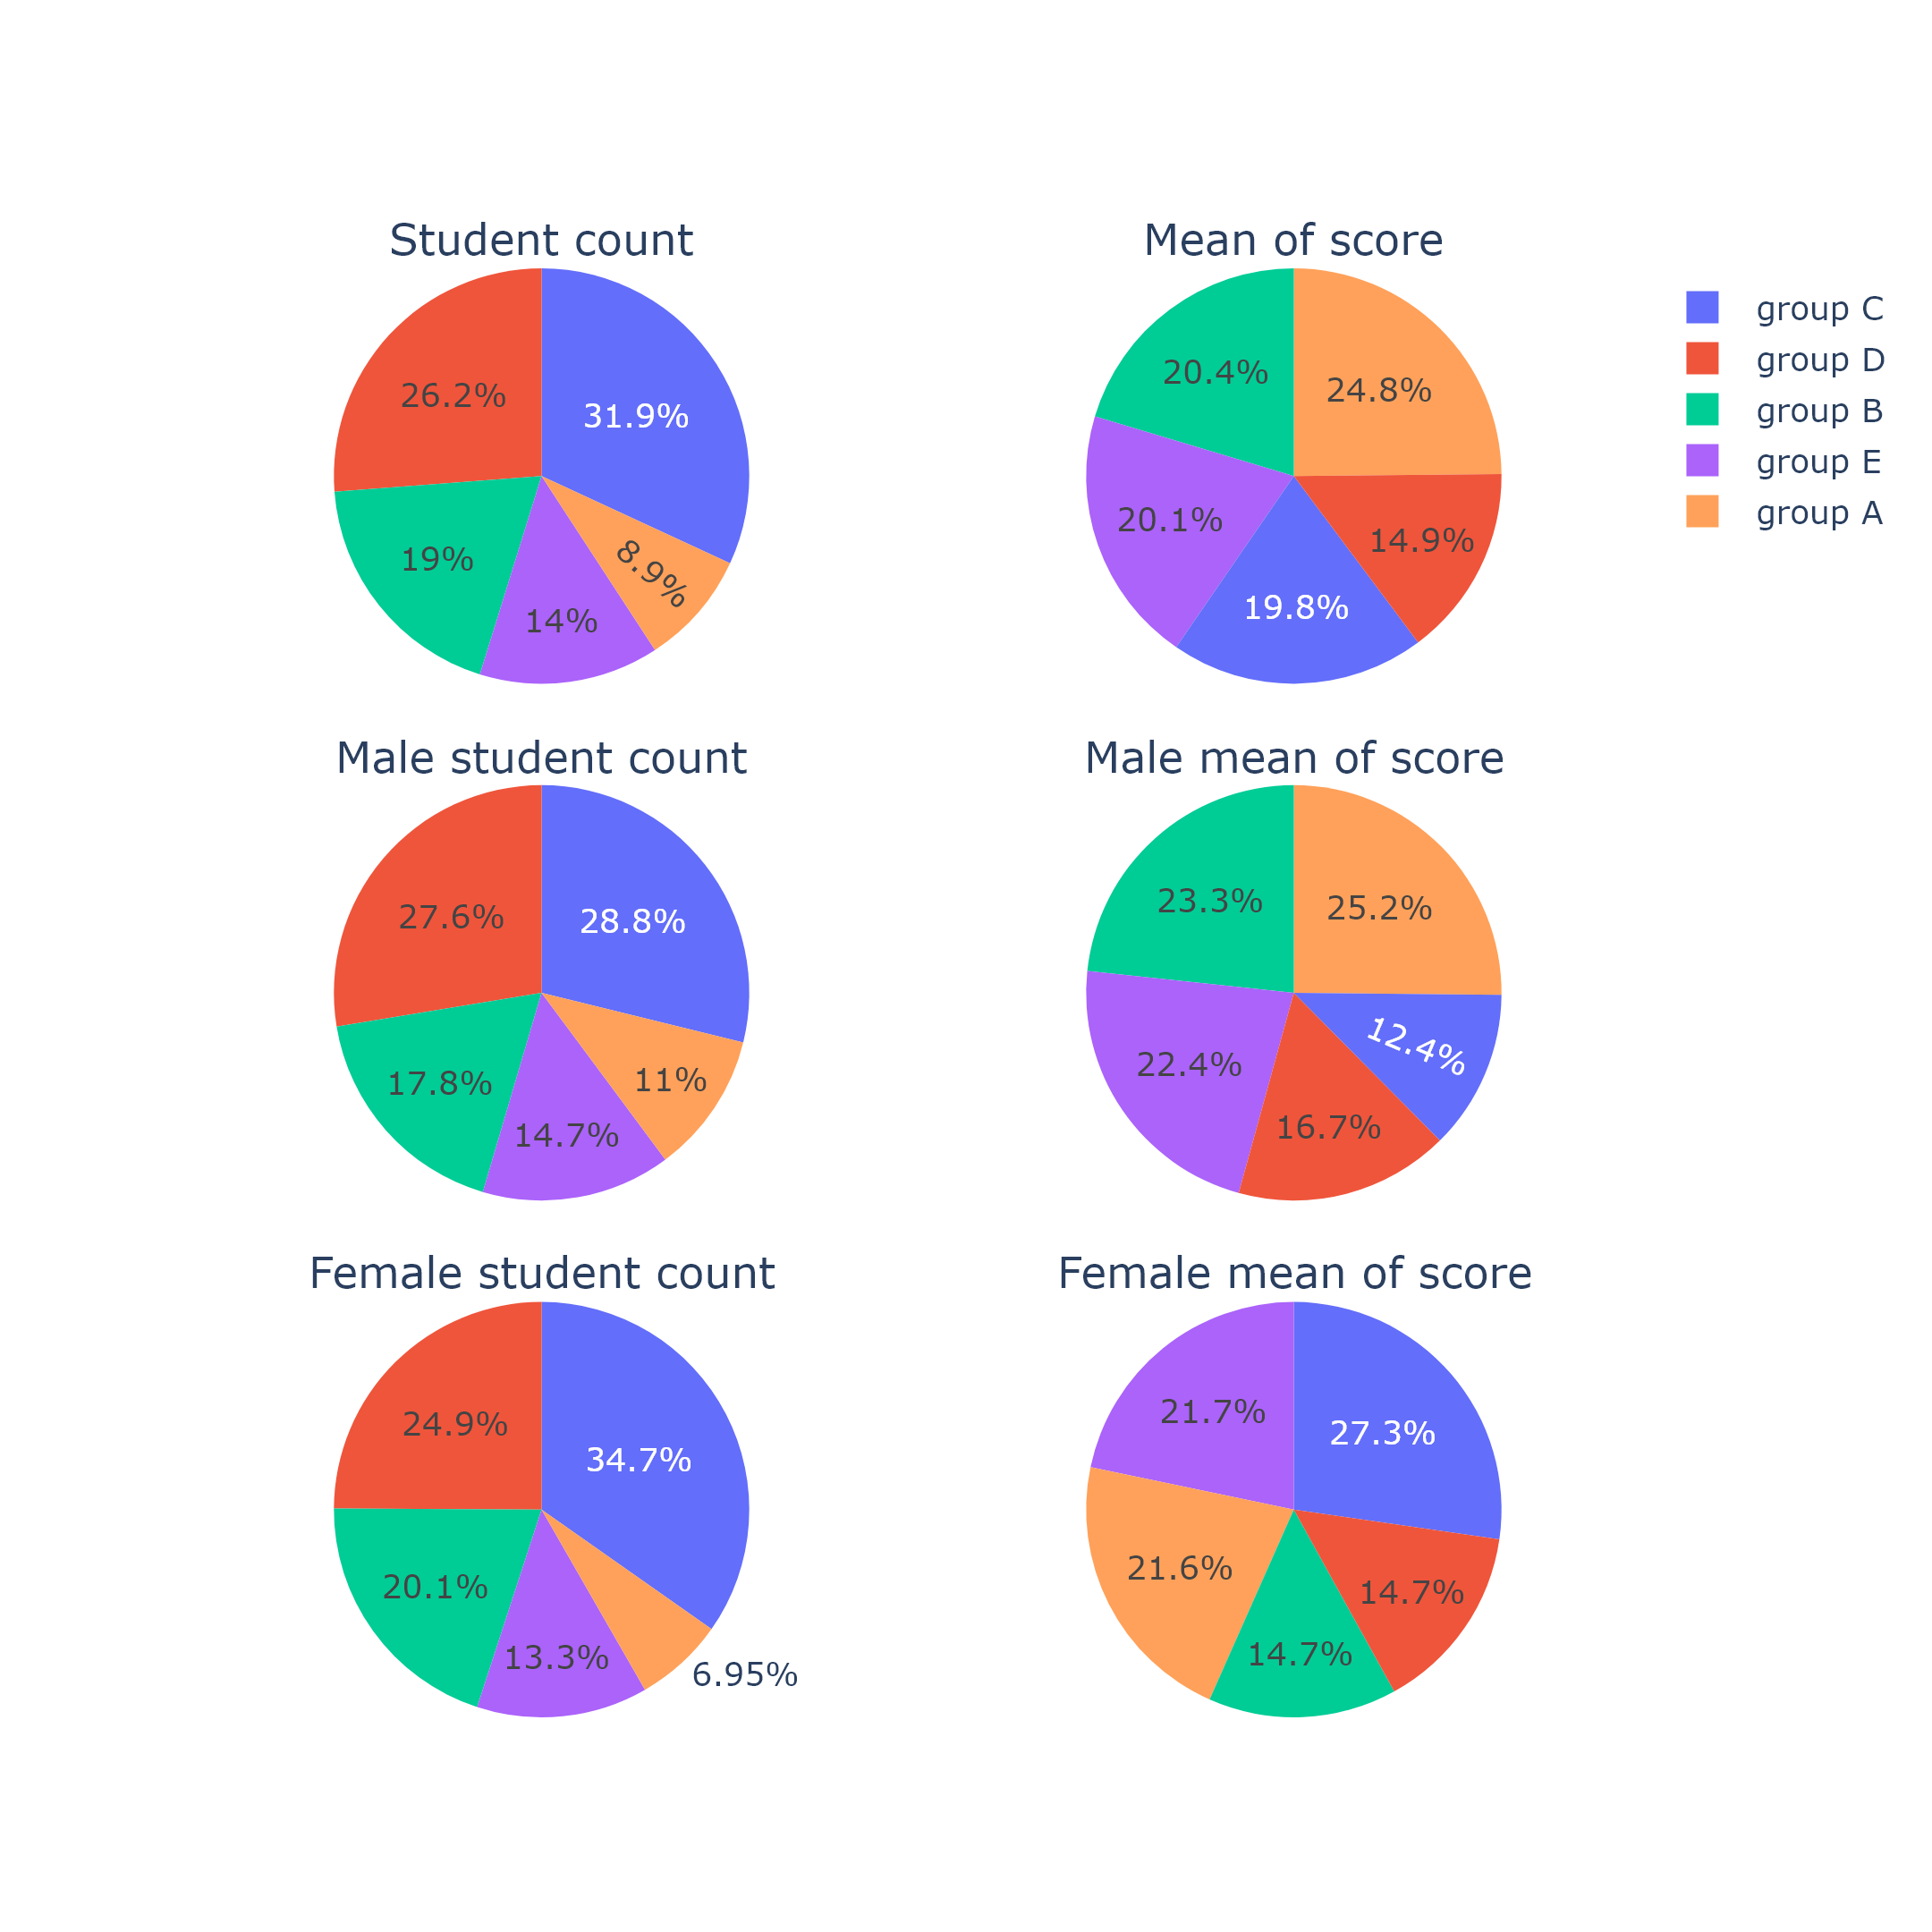 Student count
26.2%
31.9%
19%
8.9%
14%
Mean of score
20.4%
24.8%
20.1%
14.9%
19.8%
group C
group D
group B
group E
group A
Male student count
27.6%
28.8%
17.8%
11%
14.7%
Male mean of score
23.3%
25.2%
12.4%
22.4%
16.7%
Female student count
24.9%
34.7%
20.1%
13.3%
6.95%
Female mean of score
21.7%
27.3%
21.6%
14.7%
14.7%